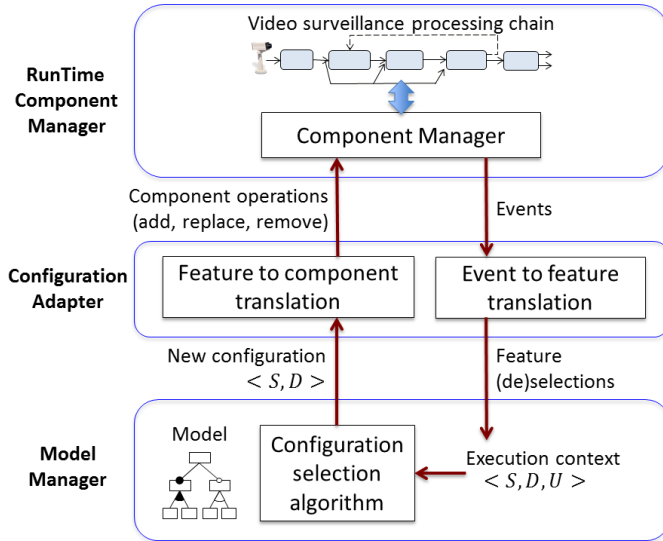 Video surveillance processing chain
RunTime
Component
Manager
Component Manager
Component operations
(add, replace, remove)
Events
Configuration
Adapter
Feature to component
translation
Event to feature
translation
New configuration
< S, D >
Feature
(de)selections
Model
Manager
Model
Configuration
selection
algorithm
Execution context
< S, D, U >